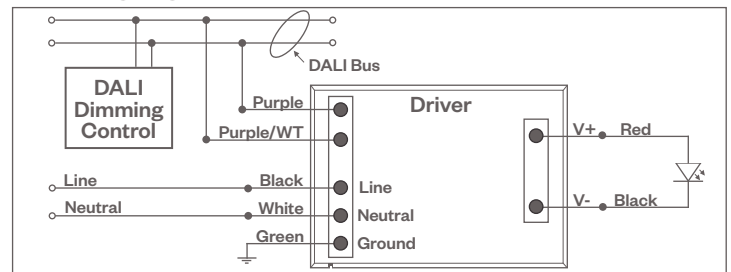 DALI Bus
DALI
Dimming
Control
Purple
Driver
Purple/WT
V+ Red
Line Black Line
V- Black
Neutral White Neutral
Green Ground